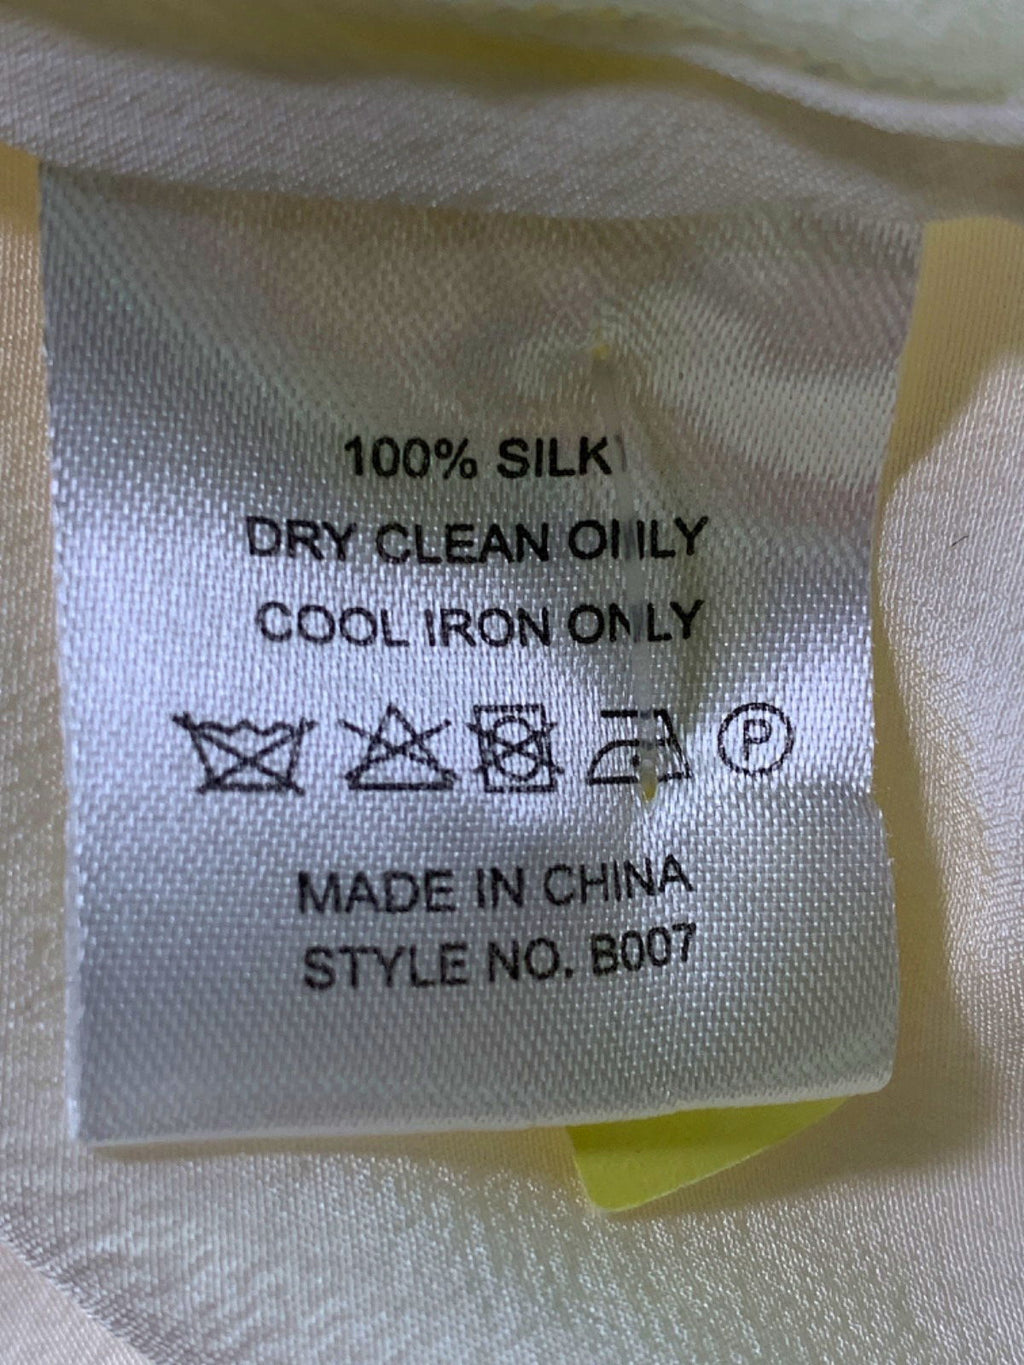 100% SILK
DRY CLEAN ONLY
COOL IRON ONLY
P
MADE IN CHINA
STYLE NO. B007